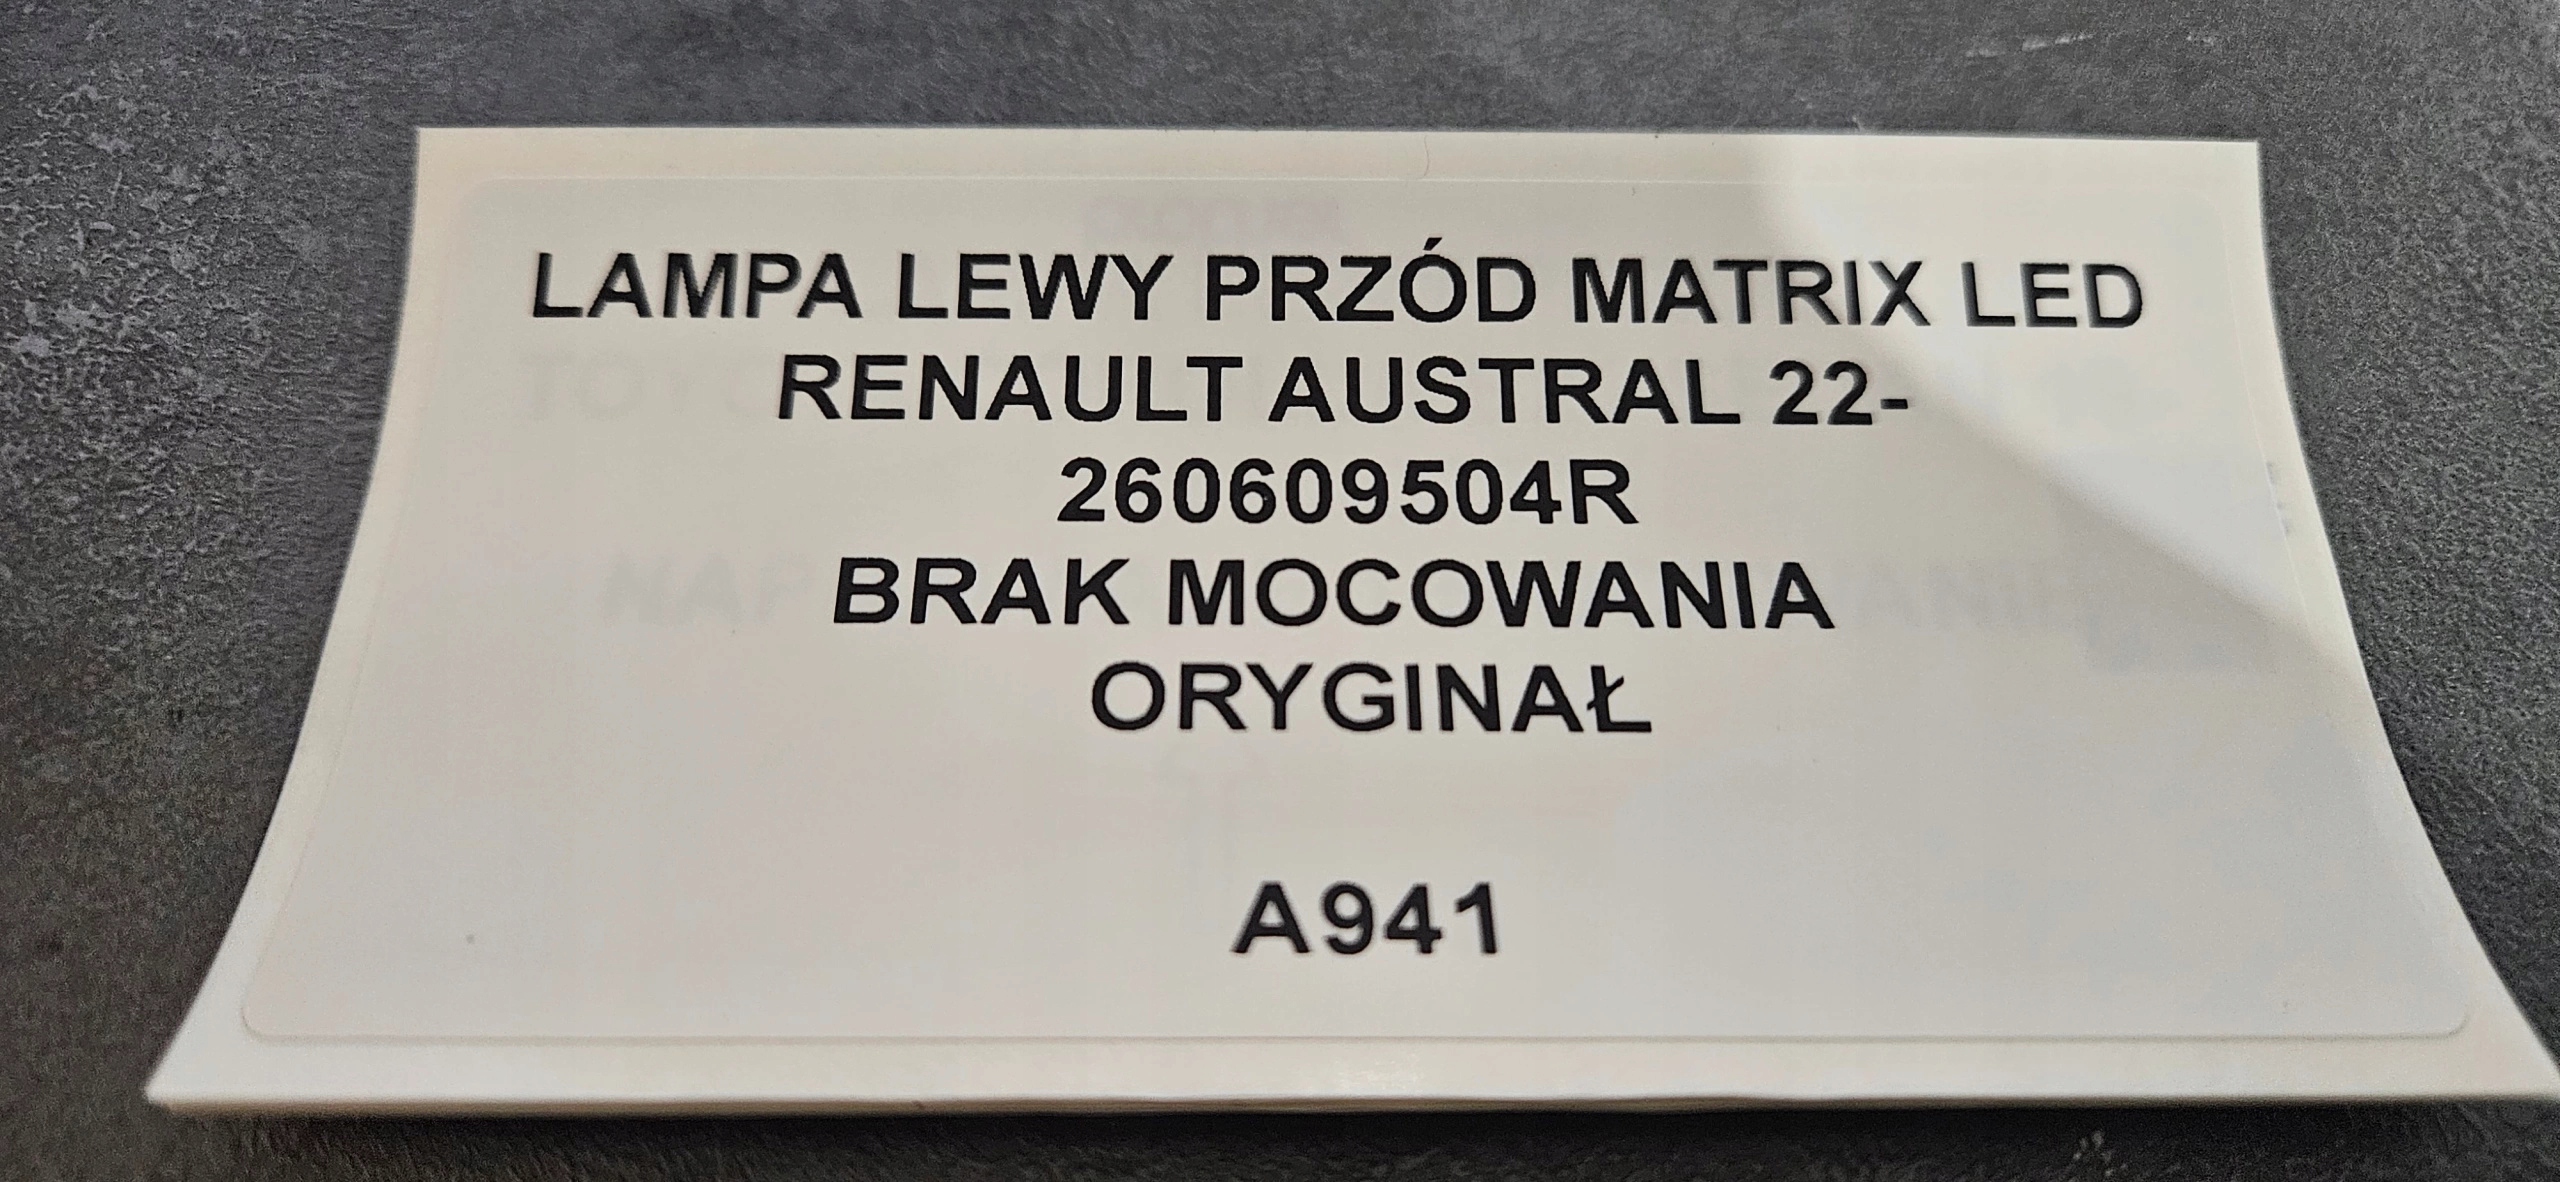 LAMPA LEWY PRZÓD MATRIX LED
RENAULT AUSTRAL 22-
260609504R
BRAK MOCOWANIA
ORYGINAŁ
A941